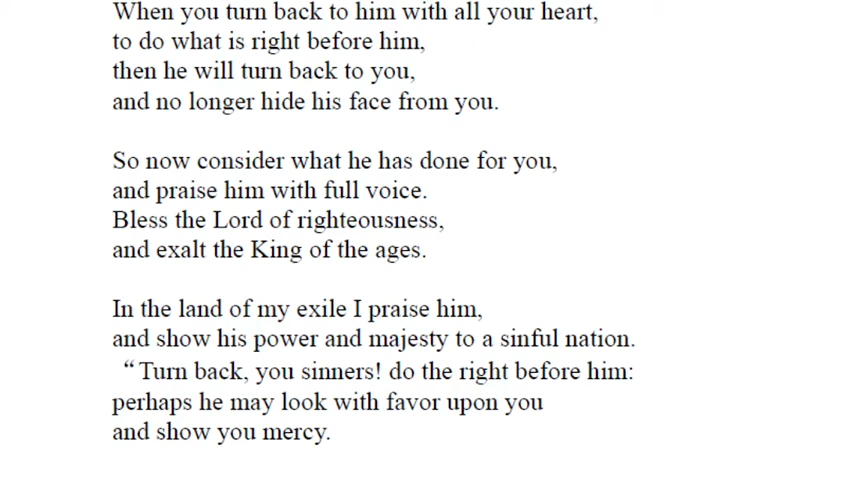 When you turn back to him with all your heart,
to do what is right before him,
then he will turn back to you,
and no longer hide his face from you.
So now consider what he has done for you,
and praise him with full voice.
Bless the Lord of righteousness,
and exalt the King of the ages.
In the land of my exile I praise him,
and show his power and majesty to a sinful nation.
“Turn back, you sinners! do the right before him:
perhaps he may look with favor upon you
and show you mercy.